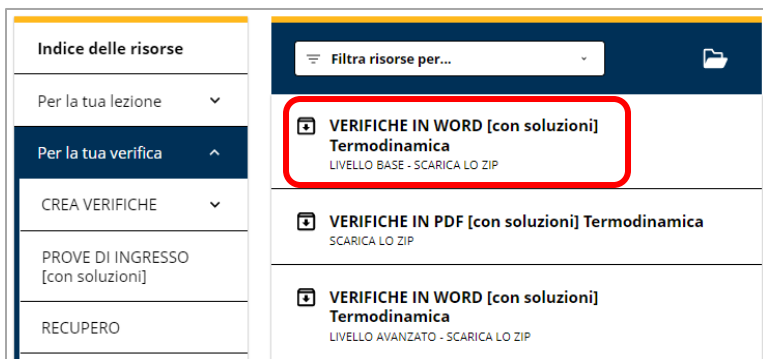 Indice delle risorse
Per la tua lezione
Per la tua verifica
CREA VERIFICHE
PROVE DI INGRESSO
[con soluzioni]
RECUPERO
Filtra risorse per...
VERIFICHE IN WORD [con soluzioni]
Termodinamica
LIVELLO BASE - SCARICA LO ZIP
VERIFICHE IN PDF [con soluzioni] Termodinamica
SCARICA LO ZIP
VERIFICHE IN WORD [con soluzioni]
Termodinamica
LIVELLO AVANZATO - SCARICA LO ZIP